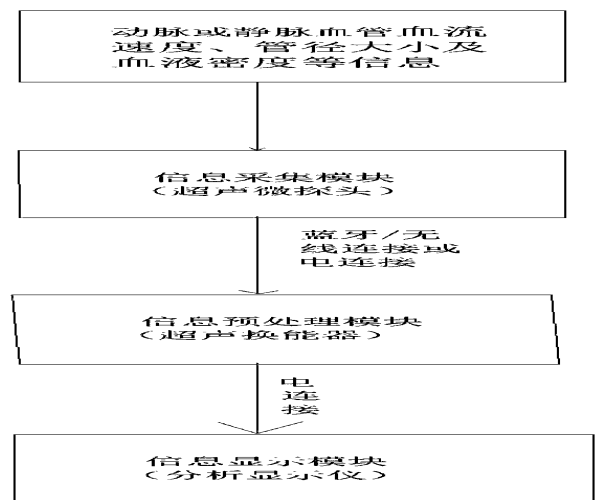 动脉或静脉血管血流
速度、管径大小及
血液密度等信息
信息采集模块
（超声微探头）
蓝牙/无
线连接或
电连接
信息预处理模块
（超声换能器）
电
连
接
信息显示模块
（分析显示仪）